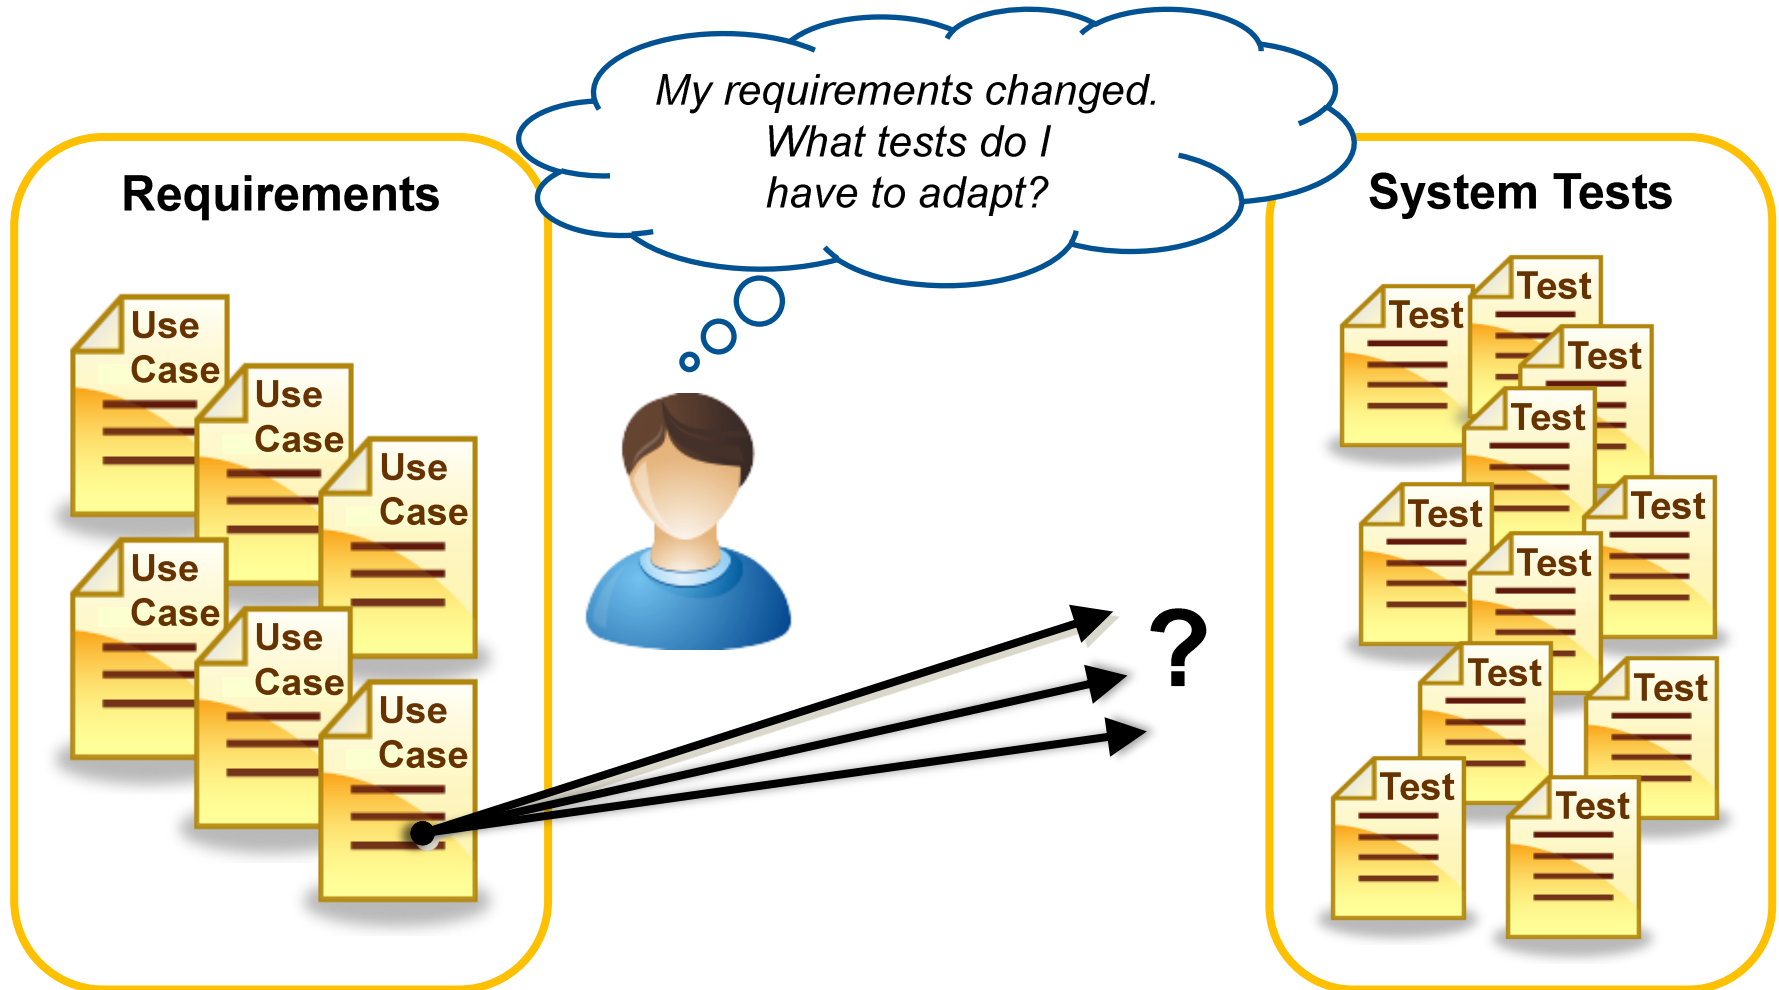 My requirements changed.
What tests do I
have to adapt?
Requirements
Use
Case
Use
Case
Use
Case
Use
Case
Use
Case
Use
Case
?
System Tests
Test
Test
Test
Test
Test
Test
Test
Test
Test
Test
Test